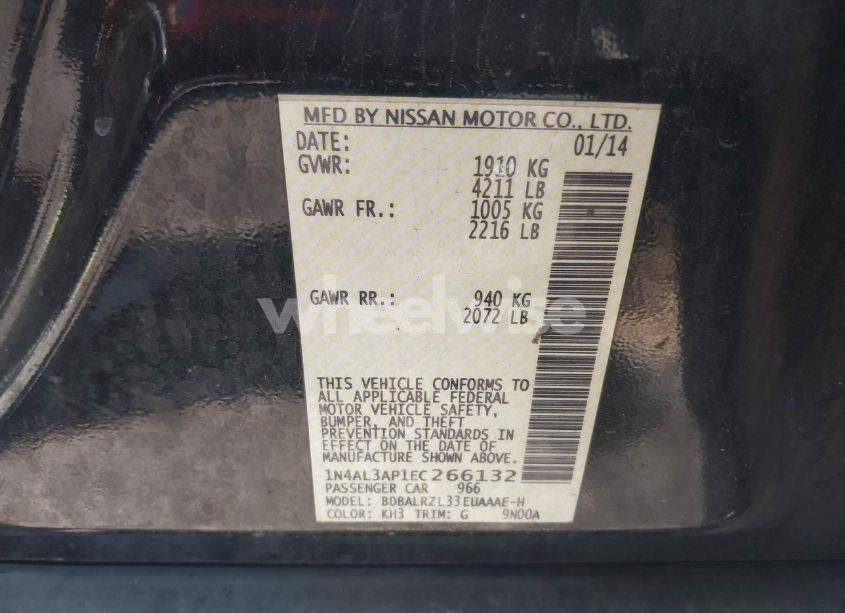 MFD BY NISSAN MOTOR CO., LTD.
DATE: 01/14
GVWR: 1910 KG
4211 LB
GAWR FR.: 1005 KG
2216 LB
GAWR RR.: 940 KG
2072 LB
wheelwise
THIS VEHICLE CONFORMS TO
ALL APPLICABLE FEDERAL
MOTOR VEHICLE SAFETY,
BUMPER, AND THEFT
PREVENTION STANDARDS IN
EFFECT ON THE DATE OF
MANUFACTURE SHOWN ABOVE.
1N4AL3AP1EC266132
PASSENGER CAR 966
MODEL: BDBALRZL33EUAAAE-H
COLOR: KH3 TRIM: G 9N00A